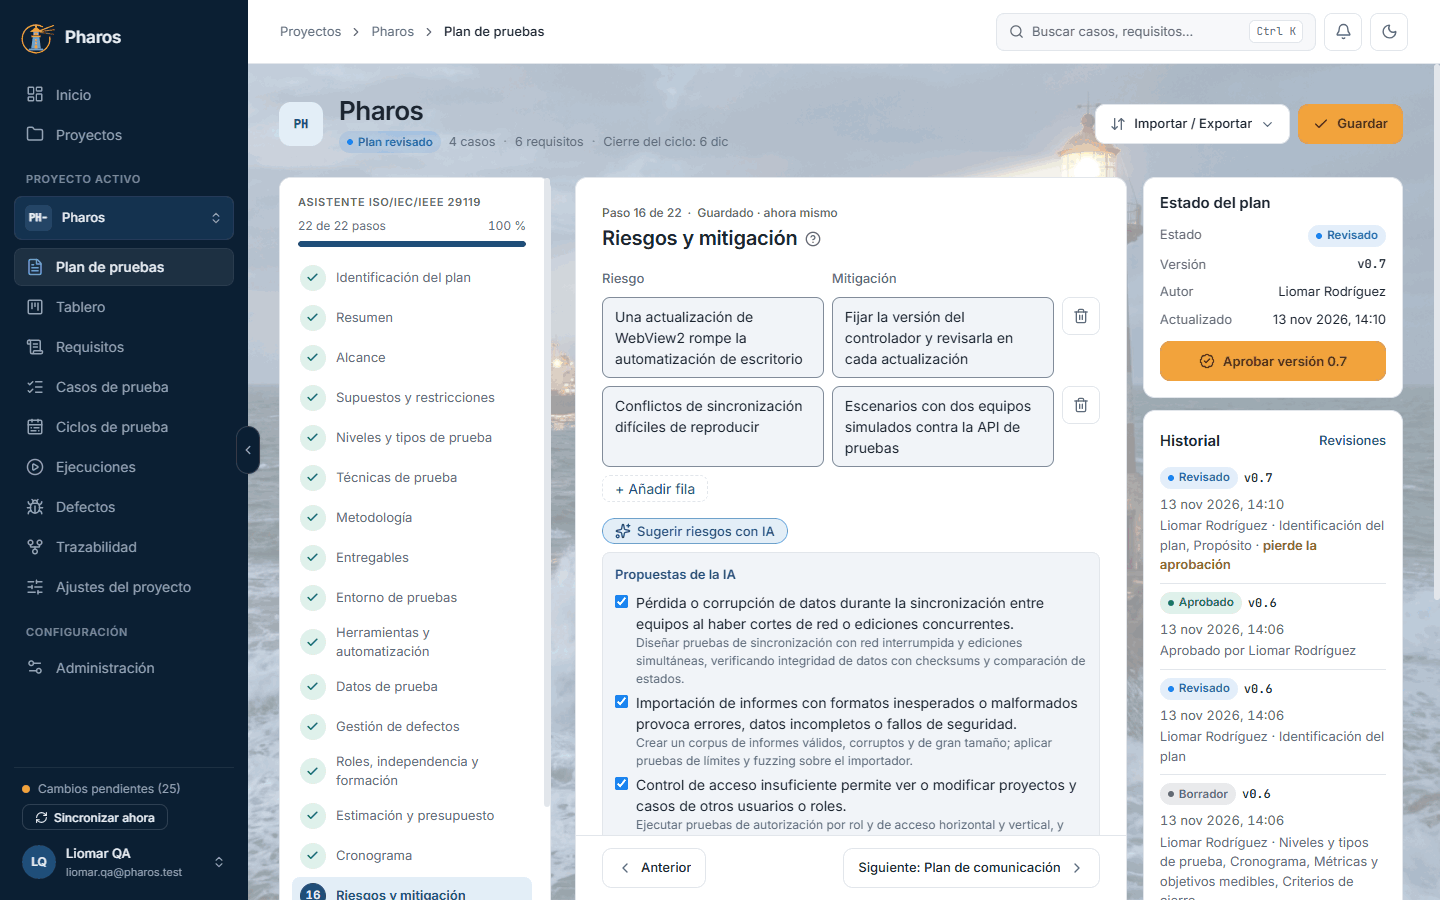 Pharos
Inicio
Proyectos
PROYECTO ACTIVO
PH-
Pharos
Plan de pruebas
Tablero
Requisitos
Casos de prueba
Ciclos de prueba
Ejecuciones
Defectos
Trazabilidad
Ajustes del proyecto
CONFIGURACIÓN
Administración
Cambios pendientes (25)
Sincronizar ahora
LQ
Liomar QA
liomar.qa@pharos.test
Proyectos > Pharos > Plan de pruebas
Buscar casos, requisitos...
Ctrl K
PH
Pharos
Plan revisado 4 casos · 6 requisitos · Cierre del ciclo: 6 dic
Importar / Exportar
Guardar
ASISTENTE ISO/IEC/IEEE 29119
22 de 22 pasos 100 %
Identificación del plan
Resumen
Alcance
Supuestos y restricciones
Niveles y tipos de prueba
Técnicas de prueba
Metodología
Entregables
Entorno de pruebas
Herramientas y
automatización
Datos de prueba
Gestión de defectos
Roles, independencia y
formación
Estimación y presupuesto
Cronograma
16 Riesgos y mitigación
Paso 16 de 22 · Guardado · ahora mismo
Riesgos y mitigación
Riesgo
Mitigación
Una actualización de
WebView2 rompe la
automatización de escritorio
Fijar la versión del
controlador y revisarla en
cada actualización
Conflictos de sincronización
difíciles de reproducir
Escenarios con dos equipos
simulados contra la API de
pruebas
+ Añadir fila
Sugerir riesgos con IA
Propuestas de la IA
Pérdida o corrupción de datos durante la sincronización entre
equipos al haber cortes de red o ediciones concurrentes.
Diseñar pruebas de sincronización con red interrumpida y ediciones
simultáneas, verificando integridad de datos con checksums y comparación de
estados.
Importación de informes con formatos inesperados o malformados
provoca errores, datos incompletos o fallos de seguridad.
Crear un corpus de informes válidos, corruptos y de gran tamaño; aplicar
pruebas de límites y fuzzing sobre el importador.
Control de acceso insuficiente permite ver o modificar proyectos y
casos de otros usuarios o roles.
Ejecutar pruebas de autorización por rol y de acceso horizontal y vertical, y
Anterior
Siguiente: Plan de comunicación
Estado del plan
Estado Revisado
Versión v0.7
Autor Liomar Rodríguez
Actualizado 13 nov 2026, 14:10
Aprobar versión 0.7
Historial Revisiones
Revisado v0.7
13 nov 2026, 14:10
Liomar Rodríguez · Identificación del
plan, Propósito · pierde la
aprobación
Aprobado v0.6
13 nov 2026, 14:06
Aprobado por Liomar Rodríguez
Revisado v0.6
13 nov 2026, 14:06
Liomar Rodríguez · Identificación del
plan
Borrador v0.6
13 nov 2026, 14:06
Liomar Rodríguez · Niveles y tipos
de prueba, Cronograma, Métricas y
objetivos medibles, Criterios de
cierre